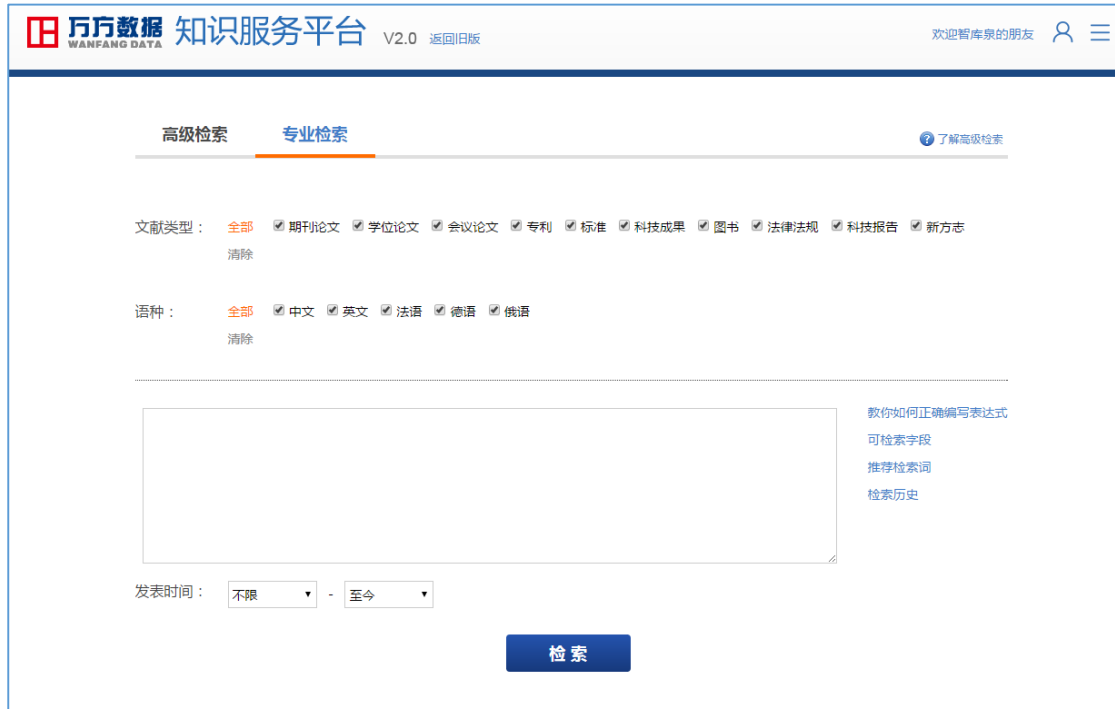 万方数据 WANFANG DATA 知识服务平台 V2.0 返回旧版 欢迎智库泉的朋友
高级检索 专业检索 了解高级检索
文献类型： 全部 期刊论文 学位论文 会议论文 专利 标准 科技成果 图书 法律法规 科技报告 新方志
清除
语种： 全部 中文 英文 法语 德语 俄语
清除
教你如何正确编写表达式
可检索字段
推荐检索词
检索历史
发表时间： 不限 - 至今
检索